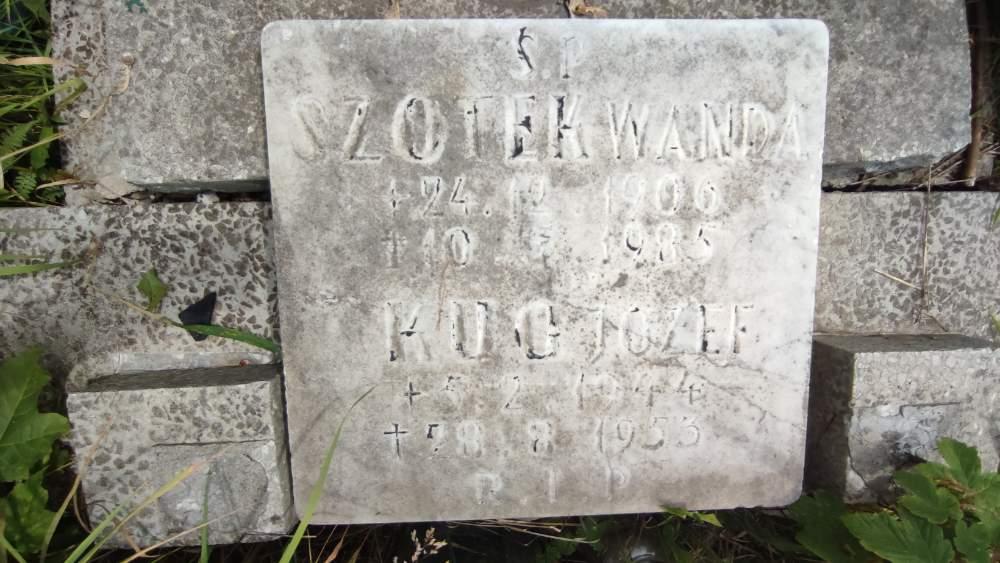 Ś.P
SZOTEK WANDA
+24.12.1906
+10 1985
KUC JÓZEF
+5.2.1944
+28.8.1953
R.I P